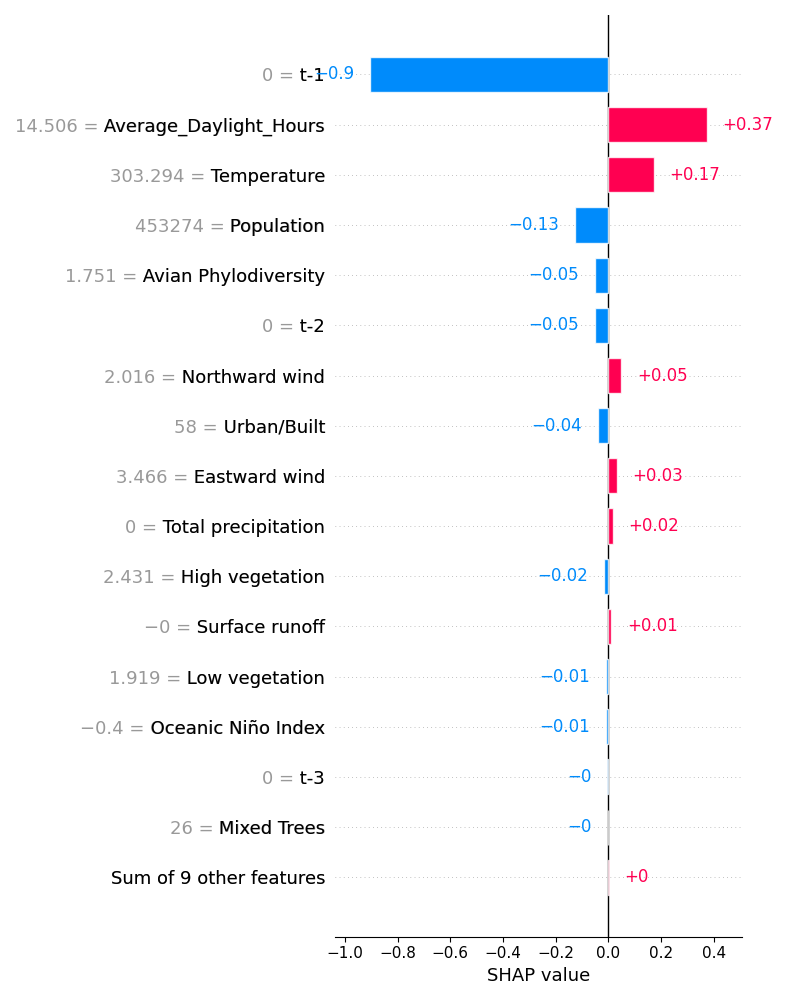 0 = t-1 −0.9
14.506 = Average_Daylight_Hours +0.37
303.294 = Temperature +0.17
453274 = Population −0.13
1.751 = Avian Phylodiversity −0.05
0 = t-2 −0.05
2.016 = Northward wind +0.05
58 = Urban/Built −0.04
3.466 = Eastward wind +0.03
0 = Total precipitation +0.02
2.431 = High vegetation −0.02
−0 = Surface runoff +0.01
1.919 = Low vegetation −0.01
−0.4 = Oceanic Niño Index −0.01
0 = t-3 −0
26 = Mixed Trees −0
Sum of 9 other features +0
−1.0 −0.8 −0.6 −0.4 −0.2 0.0 0.2 0.4
SHAP value